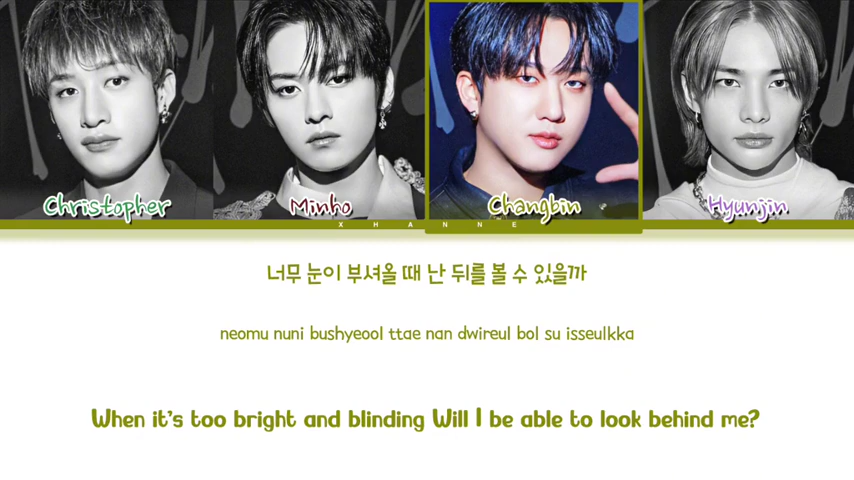 Christopher
Minho
Changbin
Hyunjin
XHANNE
너무 눈이 부셔올 때 난 뒤를 볼 수 있을까
neomu nuni bushyeool ttae nan dwireul bol su isseulkka
When it's too bright and blinding Will I be able to look behind me?